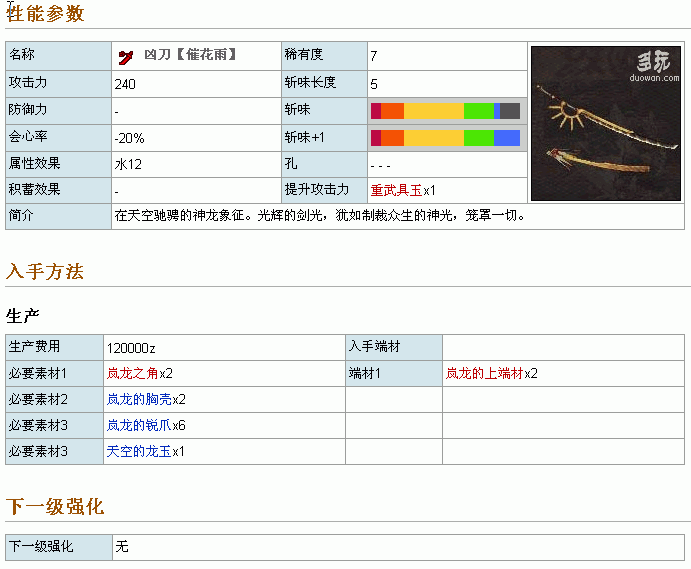 性能参数
名称 凶刀【催花雨】 稀有度 7
攻击力 240 斩味长度 5
防御力 - 斩味
会心率 -20% 斩味+1
属性效果 水12 孔 - - -
积蓄效果 - 提升攻击力 重武具玉x1
简介 在天空驰骋的神龙象征。光辉的剑光，犹如制裁众生的神光，笼罩一切。
多玩
duowan.com
入手方法
生产
生产费用 120000z 入手端材
必要素材1 岚龙之角x2 端材1 岚龙的上端材x2
必要素材2 岚龙的胸壳x2
必要素材3 岚龙的锐爪x6
必要素材3 天空的龙玉x1
下一级强化
下一级强化 无